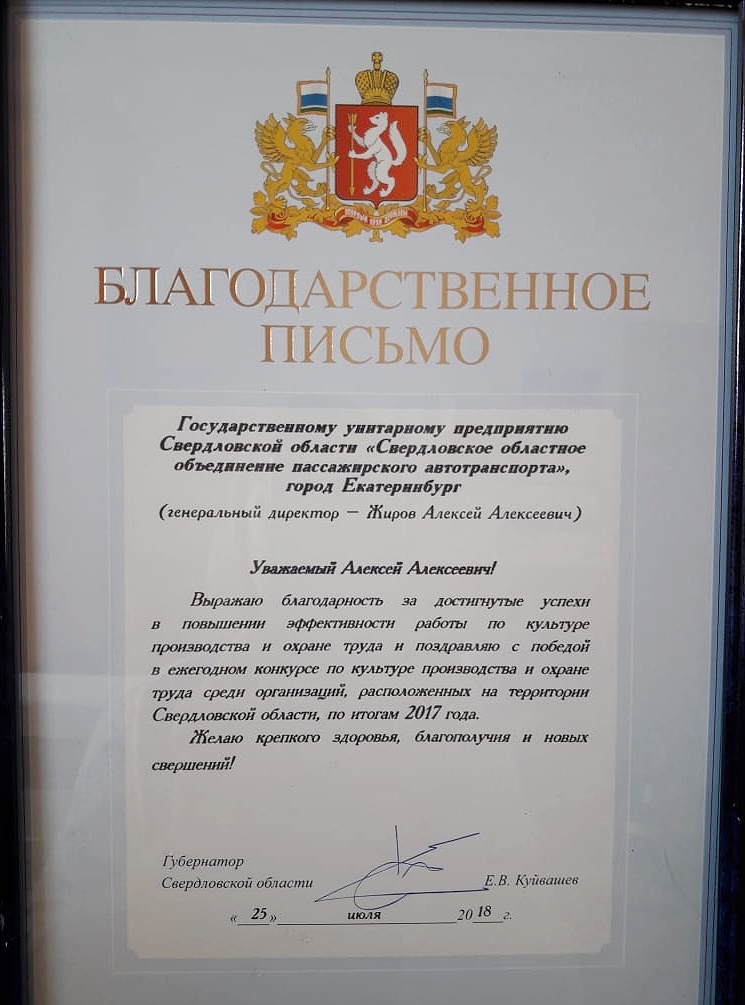 БЛАГОДАРСТВЕННОЕ
ПИСЬМО
Государственному унитарному предприятию
Свердловской области «Свердловское областное
объединение пассажирского автотранспорта»,
город Екатеринбург
(генеральный директор – Жиров Алексей Алексеевич)
Уважаемый Алексей Алексеевич!
Выражаю благодарность за достигнутые успехи
в повышении эффективности работы по культуре
производства и охране труда и поздравляю с победой
в ежегодном конкурсе по культуре производства и охране
труда среди организаций, расположенных на территории
Свердловской области, по итогам 2017 года.
Желаю крепкого здоровья, благополучия и новых
свершений!
Губернатор
Свердловской области Е.В. Куйвашев
« 25 » июля 2018 г.